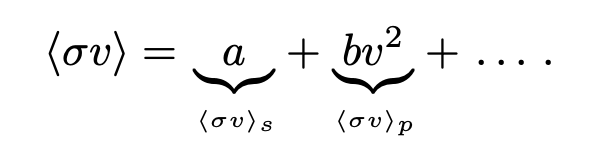 ⟨σv⟩ = a + bv² + … .
⟨σv⟩ₛ ⟨σv⟩ₚ